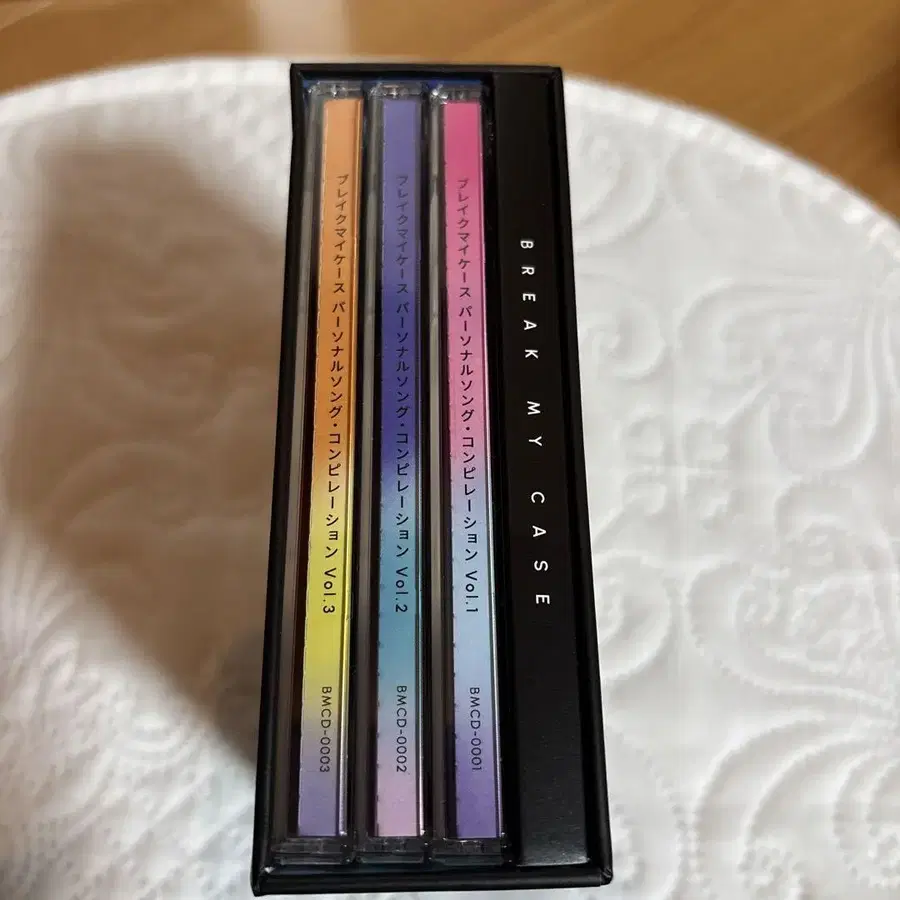 ブレイクマイケース パーソナルソング・コンピレーション Vol.3
BMCD-0003
ブレイクマイケース パーソナルソング・コンピレーション Vol.2
BMCD-0002
ブレイクマイケース パーソナルソング・コンピレーション Vol.1
BMCD-0001
BREAK MY CASE